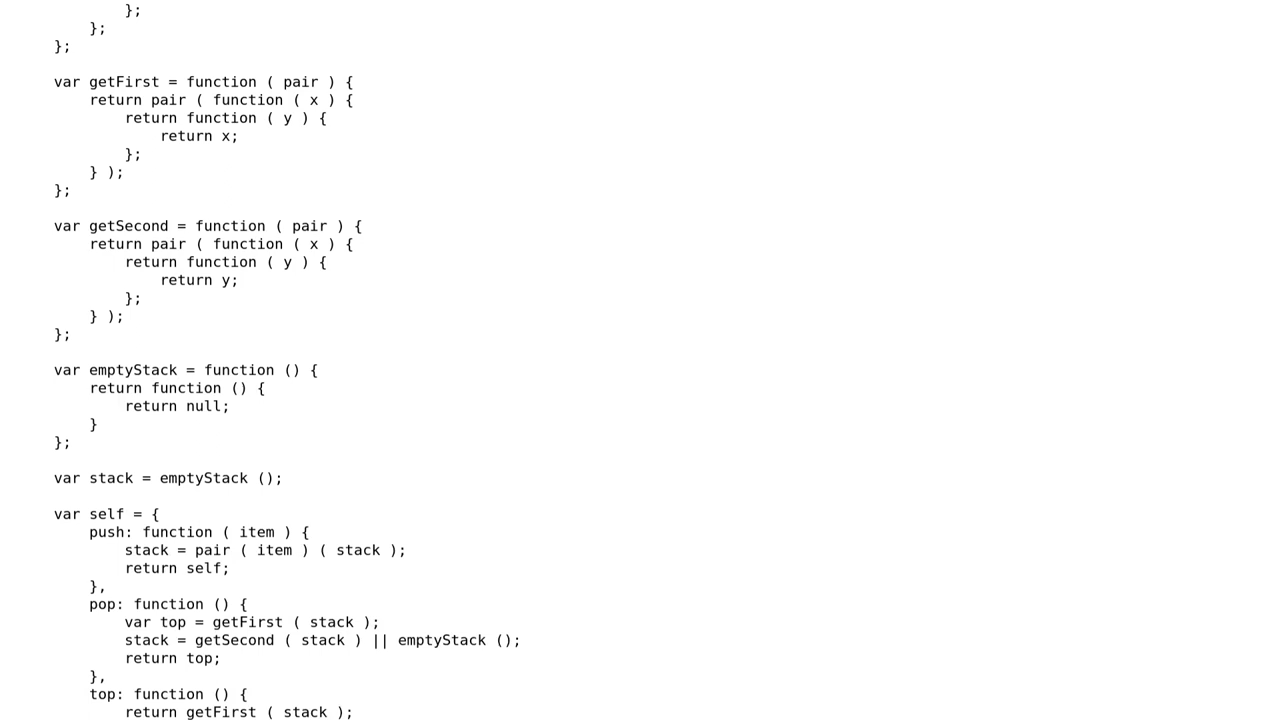 };
    };
};

var getFirst = function ( pair ) {
    return pair ( function ( x ) {
        return function ( y ) {
            return x;
        };
    } );
};

var getSecond = function ( pair ) {
    return pair ( function ( x ) {
        return function ( y ) {
            return y;
        };
    } );
};

var emptyStack = function () {
    return function () {
        return null;
    }
};

var stack = emptyStack ();

var self = {
    push: function ( item ) {
        stack = pair ( item ) ( stack );
        return self;
    },
    pop: function () {
        var top = getFirst ( stack );
        stack = getSecond ( stack ) || emptyStack ();
        return top;
    },
    top: function () {
        return getFirst ( stack );